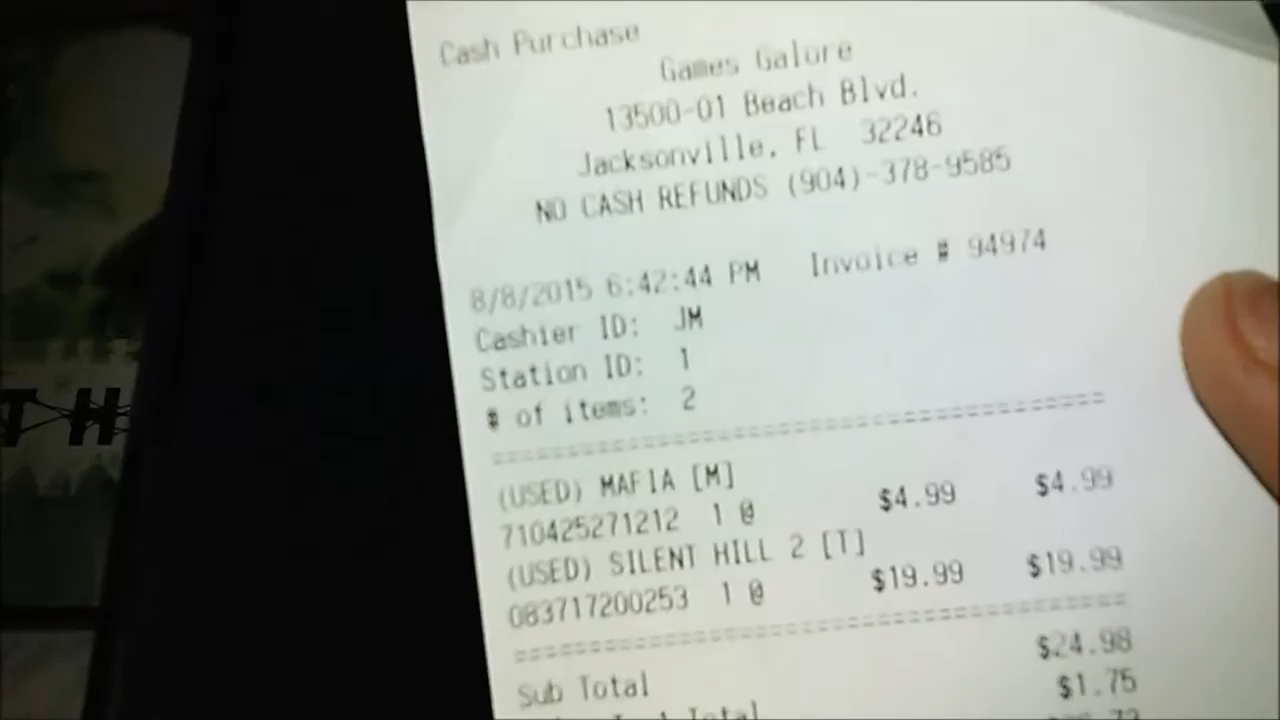 Cash Purchase
Games Galore
13500-01 Beach Blvd.
Jacksonville, FL 32246
NO CASH REFUNDS (904)-378-9585
8/8/2015 6:42:44 PM Invoice # 94974
Cashier ID: JM
Station ID: 1
# of items: 2
(USED) MAFIA [M]
710425271212 1 @ $4.99 $4.99
(USED) SILENT HILL 2 [T]
083717200253 1 @ $19.99 $19.99
Sub Total $24.98
Total $1.75
TH